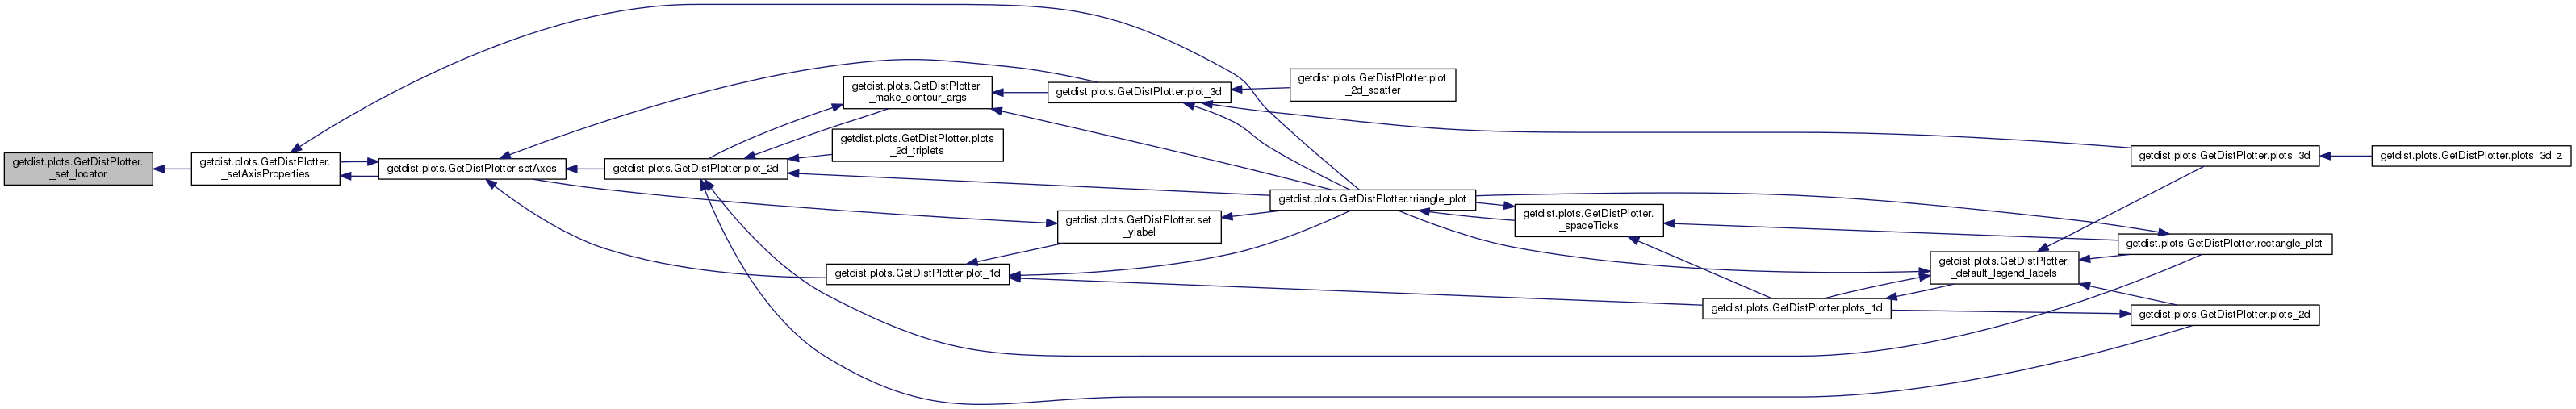 getdist.plots.GetDistPlotter.
_set_locator
getdist.plots.GetDistPlotter.
_setAxisProperties
getdist.plots.GetDistPlotter.setAxes
getdist.plots.GetDistPlotter.plot_2d
getdist.plots.GetDistPlotter.
_make_contour_args
getdist.plots.GetDistPlotter.plots
_2d_triplets
getdist.plots.GetDistPlotter.plot_1d
getdist.plots.GetDistPlotter.plot_3d
getdist.plots.GetDistPlotter.set
_ylabel
getdist.plots.GetDistPlotter.plot
_2d_scatter
getdist.plots.GetDistPlotter.triangle_plot
getdist.plots.GetDistPlotter.
_spaceTicks
getdist.plots.GetDistPlotter.plots_1d
getdist.plots.GetDistPlotter.
_default_legend_labels
getdist.plots.GetDistPlotter.plots_3d
getdist.plots.GetDistPlotter.rectangle_plot
getdist.plots.GetDistPlotter.plots_2d
getdist.plots.GetDistPlotter.plots_3d_z